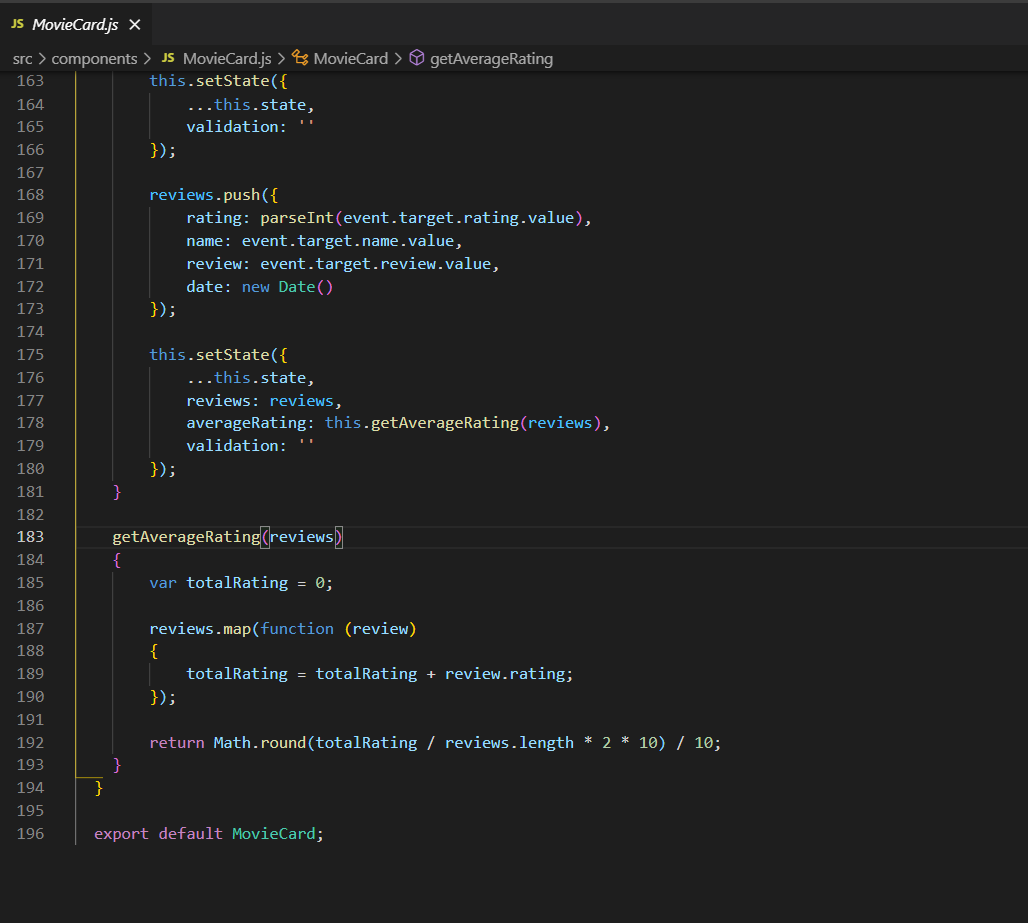 JS MovieCard.js ×
src > components > JS MovieCard.js > MovieCard > getAverageRating
163 this.setState({
164 ...this.state,
165 validation: ''
166 });
167
168 reviews.push({
169 rating: parseInt(event.target.rating.value),
170 name: event.target.name.value,
171 review: event.target.review.value,
172 date: new Date()
173 });
174
175 this.setState({
176 ...this.state,
177 reviews: reviews,
178 averageRating: this.getAverageRating(reviews),
179 validation: ''
180 });
181 }
182
183 getAverageRating(reviews)
184 {
185 var totalRating = 0;
186
187 reviews.map(function (review)
188 {
189 totalRating = totalRating + review.rating;
190 });
191
192 return Math.round(totalRating / reviews.length * 2 * 10) / 10;
193 }
194 }
195
196 export default MovieCard;